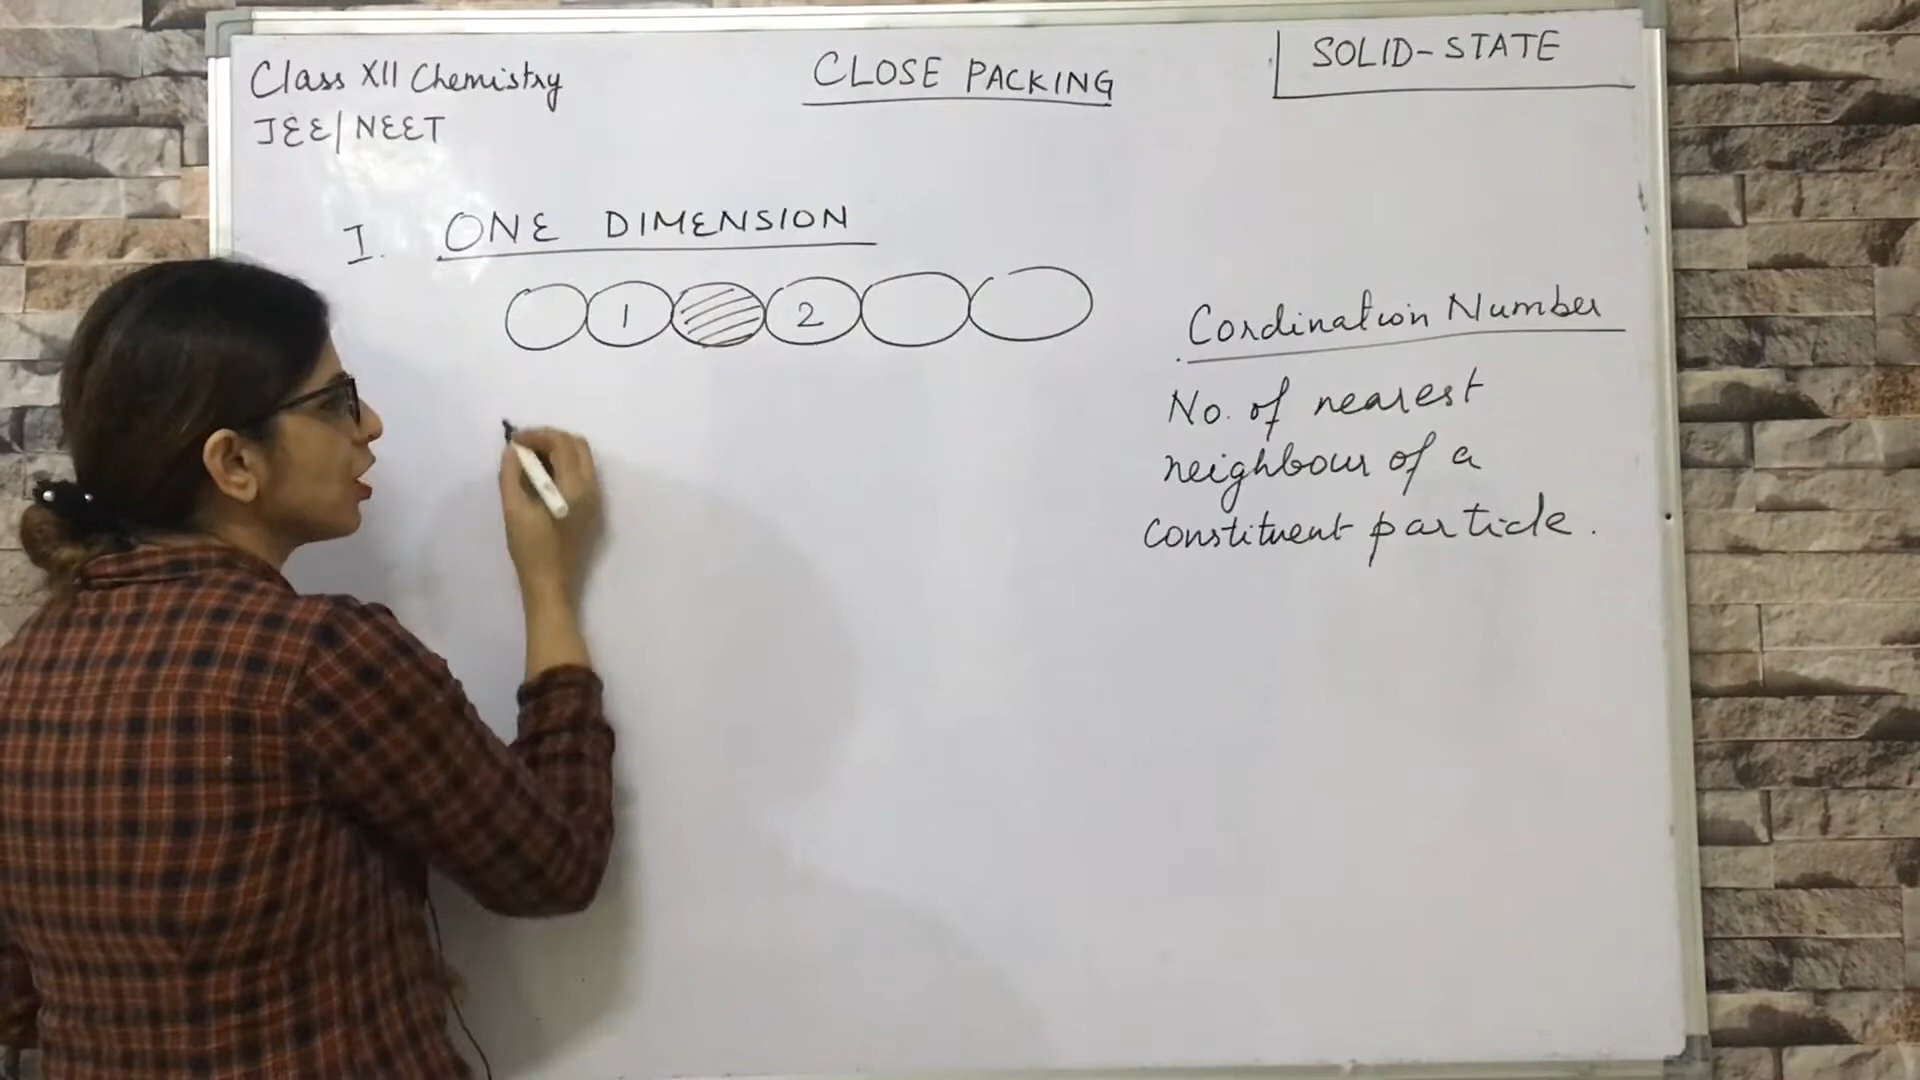 Class XII Chemistry
JEE/NEET
CLOSE PACKING
SOLID-STATE
I. ONE DIMENSION
1 2
Cordination Number
No. of nearest
neighbour of a
constituent particle.